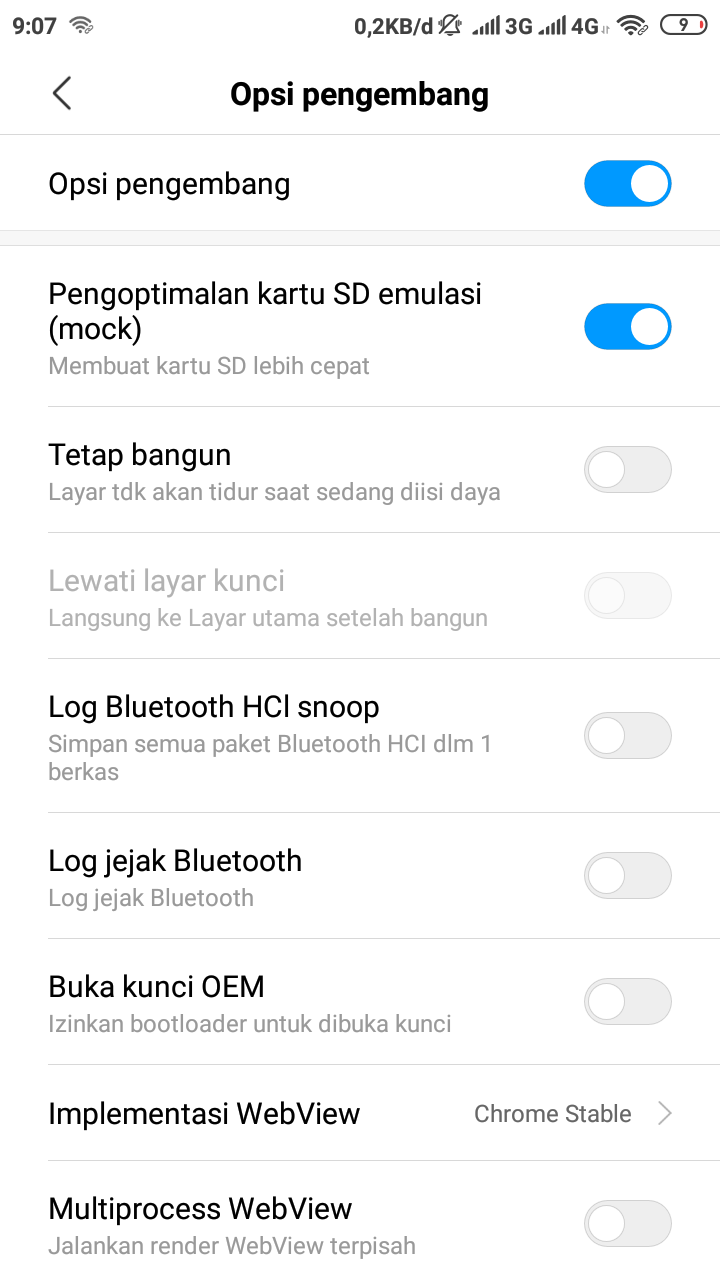 9:07 0,2KB/d 3G 4G 9
Opsi pengembang
Opsi pengembang
Pengoptimalan kartu SD emulasi
(mock)
Membuat kartu SD lebih cepat
Tetap bangun
Layar tdk akan tidur saat sedang diisi daya
Lewati layar kunci
Langsung ke Layar utama setelah bangun
Log Bluetooth HCl snoop
Simpan semua paket Bluetooth HCI dlm 1
berkas
Log jejak Bluetooth
Log jejak Bluetooth
Buka kunci OEM
Izinkan bootloader untuk dibuka kunci
Implementasi WebView Chrome Stable
Multiprocess WebView
Jalankan render WebView terpisah